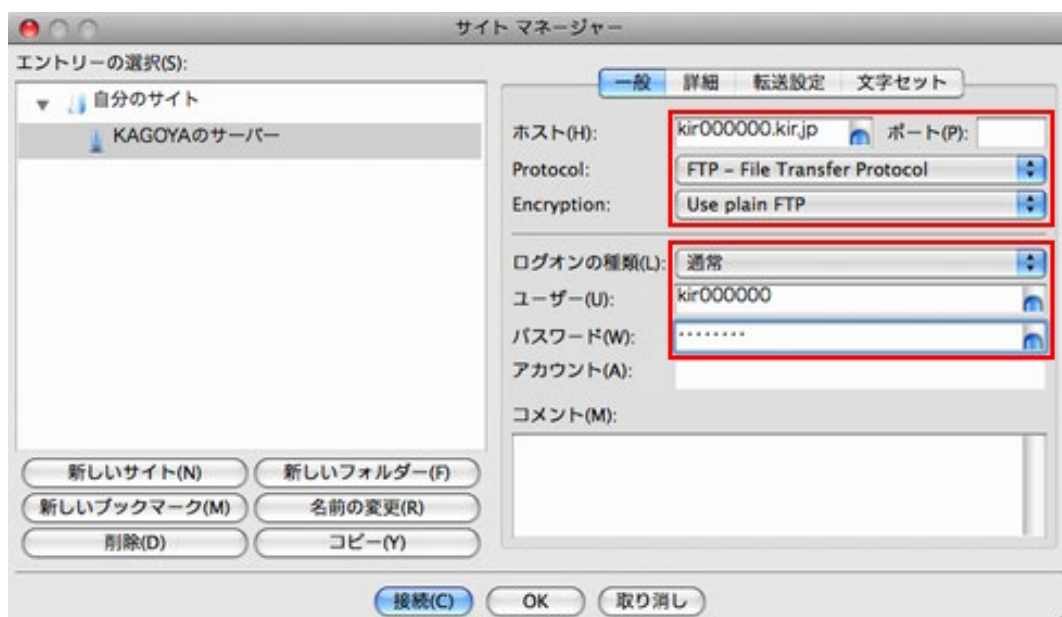 サイト マネージャー
エントリーの選択(S):
自分のサイト
KAGOYAのサーバー
新しいサイト(N) 新しいフォルダー(F)
新しいブックマーク(M) 名前の変更(R)
削除(D) コピー(Y)
一般 詳細 転送設定 文字セット
ホスト(H): kir000000.kir.jp ポート(P):
Protocol: FTP – File Transfer Protocol
Encryption: Use plain FTP
ログオンの種類(L): 通常
ユーザー(U): kir000000
パスワード(W): ········
アカウント(A):
コメント(M):
接続(C) OK 取り消し